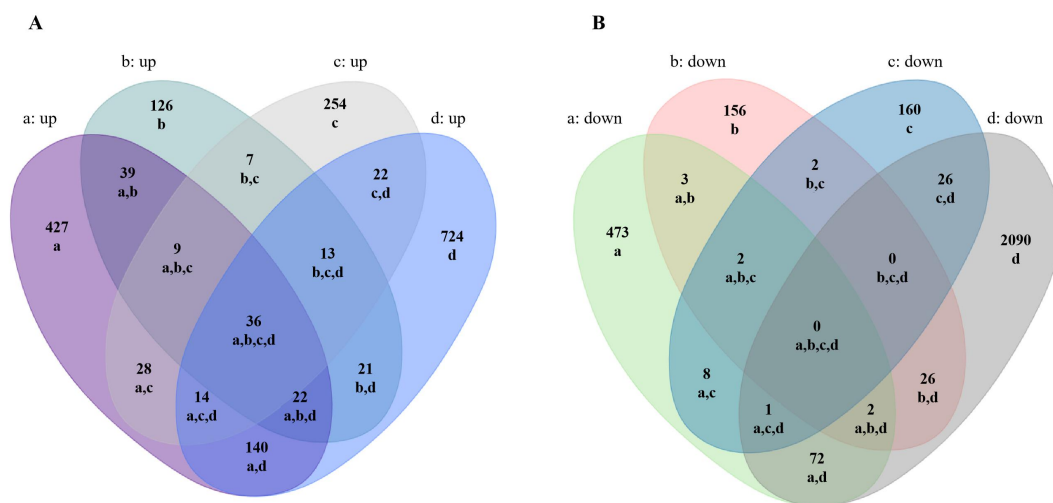 A
b: up
c: up
a: up
d: up
126
b
254
c
39
a,b
7
b,c
22
c,d
427
a
9
a,b,c
13
b,c,d
724
d
36
a,b,c,d
28
a,c
14
a,c,d
22
a,b,d
21
b,d
140
a,d
B
b: down
c: down
a: down
d: down
156
b
160
c
3
a,b
2
b,c
26
c,d
473
a
2
a,b,c
0
b,c,d
2090
d
0
a,b,c,d
8
a,c
1
a,c,d
2
a,b,d
26
b,d
72
a,d